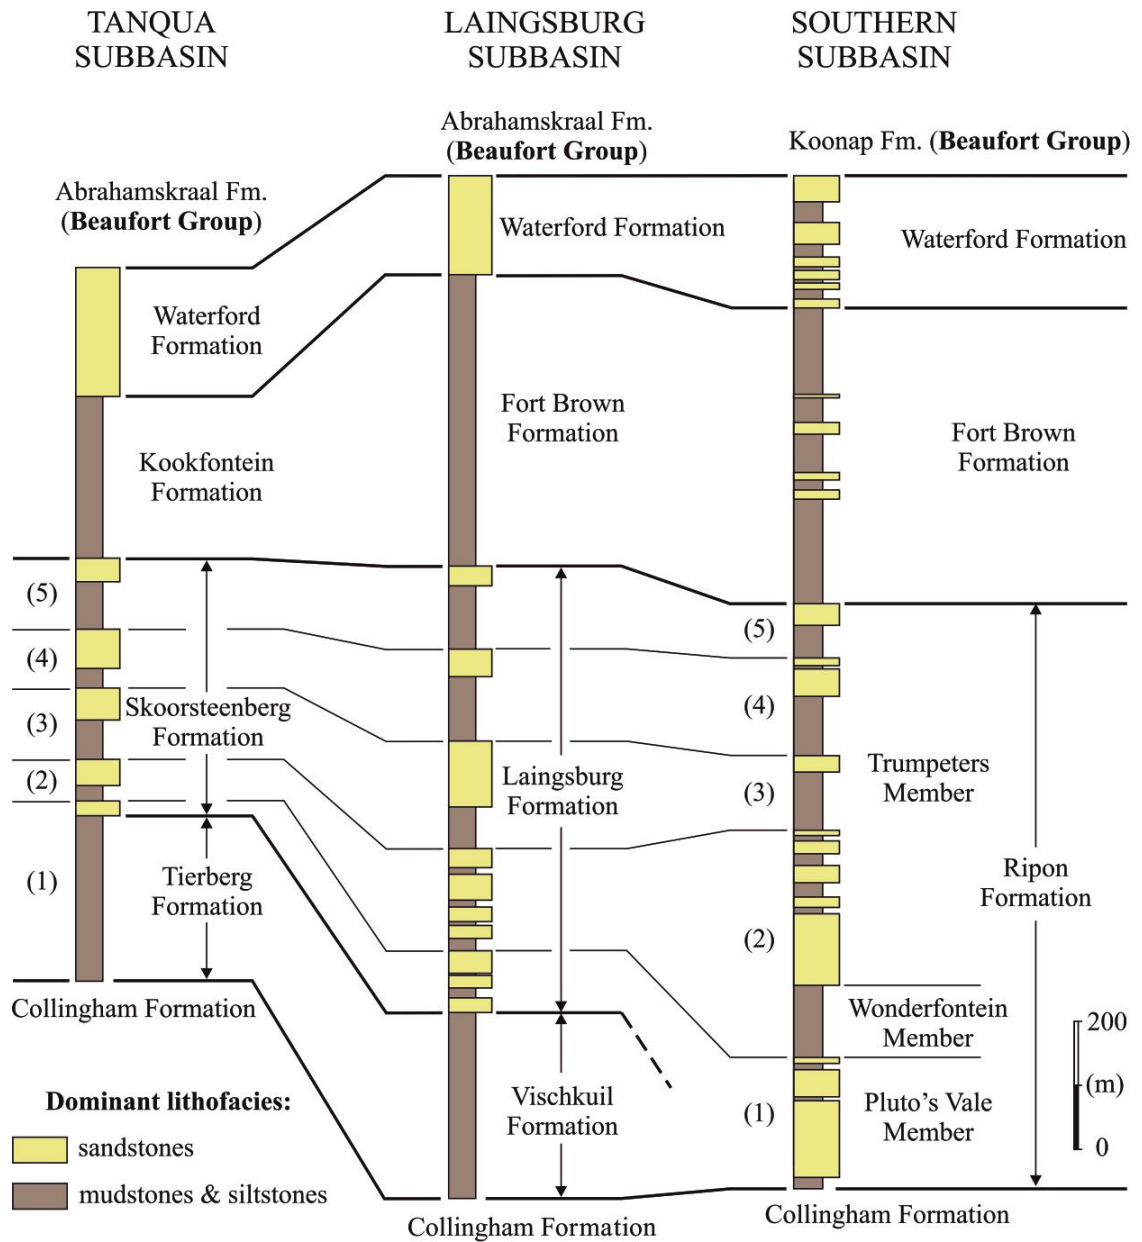 TANQUA
SUBBASIN
LAINGSBURG
SUBBASIN
SOUTHERN
SUBBASIN
Abrahamskraal Fm.
(Beaufort Group)
Waterford
Formation
Kookfontein
Formation
(5)
(4)
(3)
(2)
(1)
Skoorsteenberg
Formation
Tierberg
Formation
Collingham Formation
Abrahamskraal Fm.
(Beaufort Group)
Waterford Formation
Fort Brown
Formation
Laingsburg
Formation
Vischkuil
Formation
Collingham Formation
Koonap Fm. (Beaufort Group)
Waterford Formation
Fort Brown
Formation
(5)
(4)
(3)
(2)
(1)
Trumpeters
Member
Ripon
Formation
Wonderfontein
Member
Pluto’s Vale
Member
Collingham Formation
200
(m)
0
Dominant lithofacies:
sandstones
mudstones & siltstones